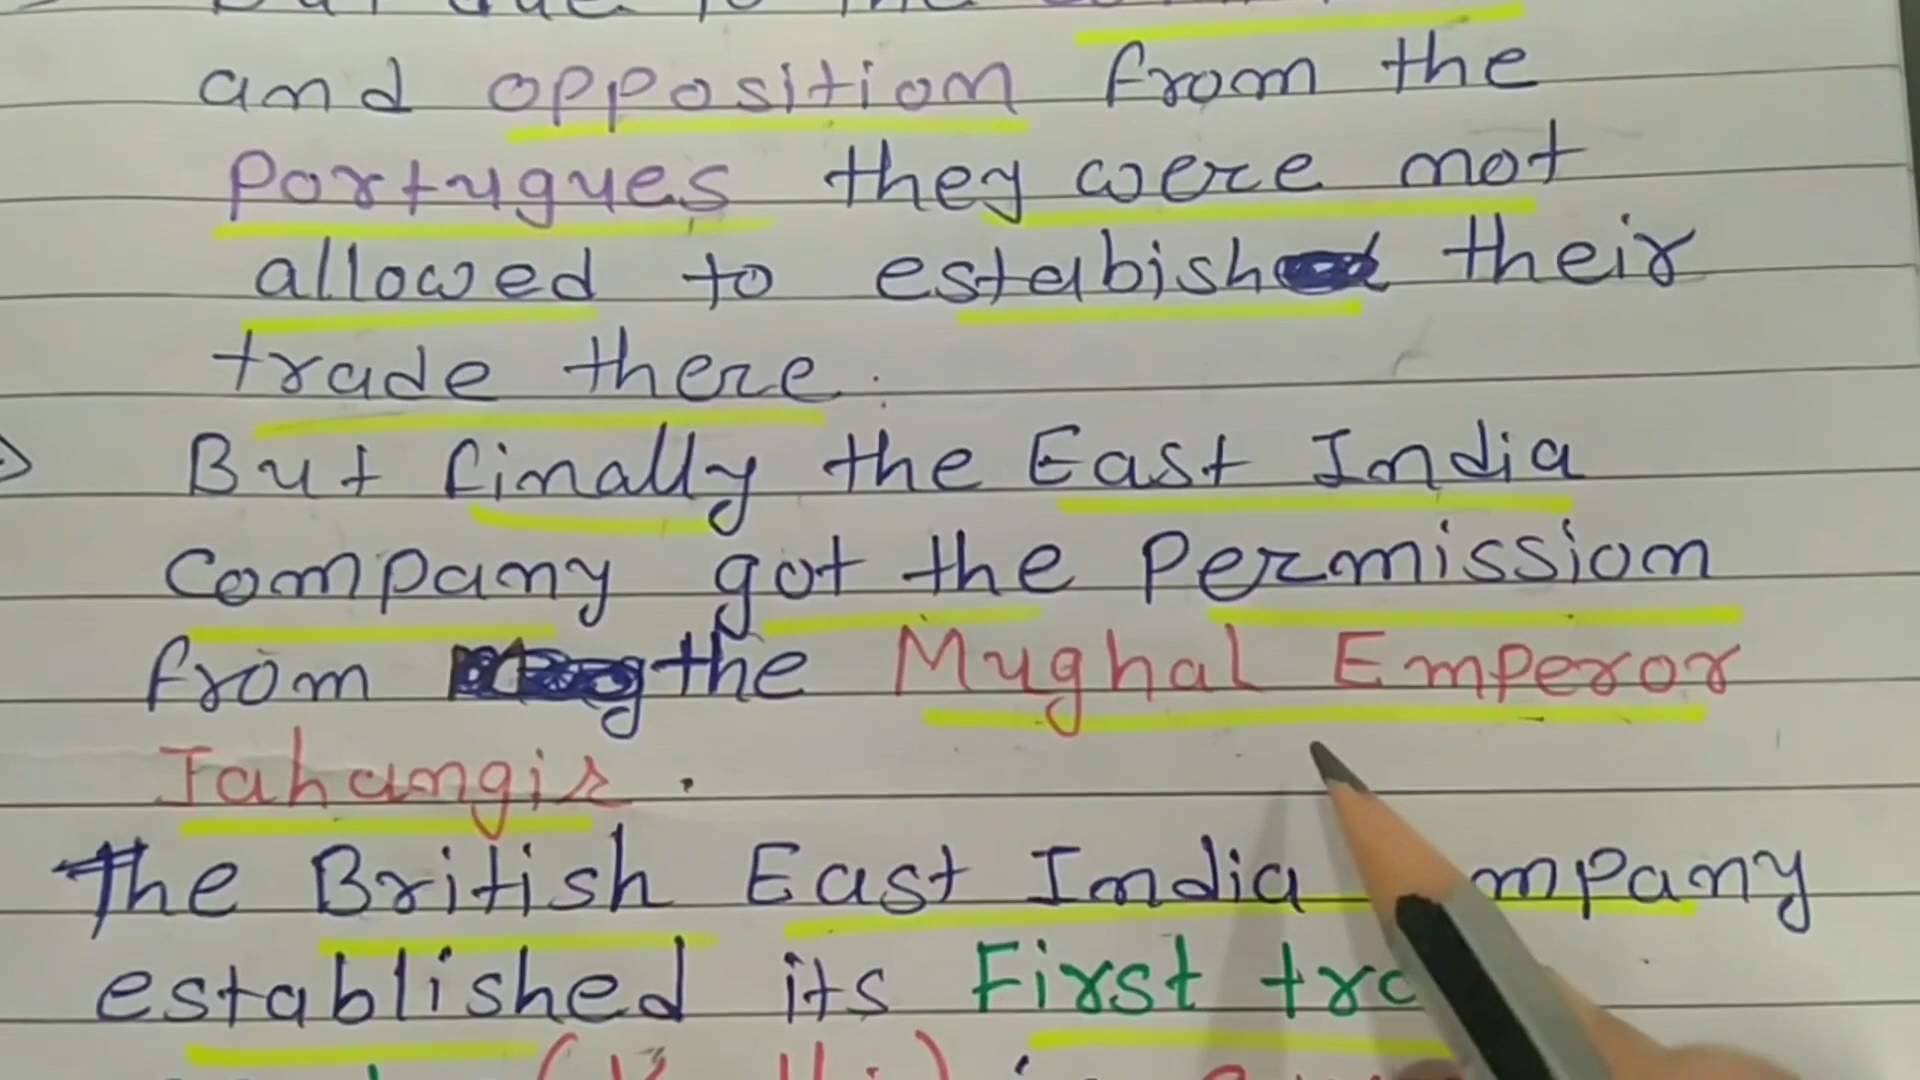 and opposition from the
Portugues they were not
allowed to estabish their
trade there.
But finally the East India
Company got the permission
from the Mughal Emperor
Jahangir.
The British East India mpany
established its First tra